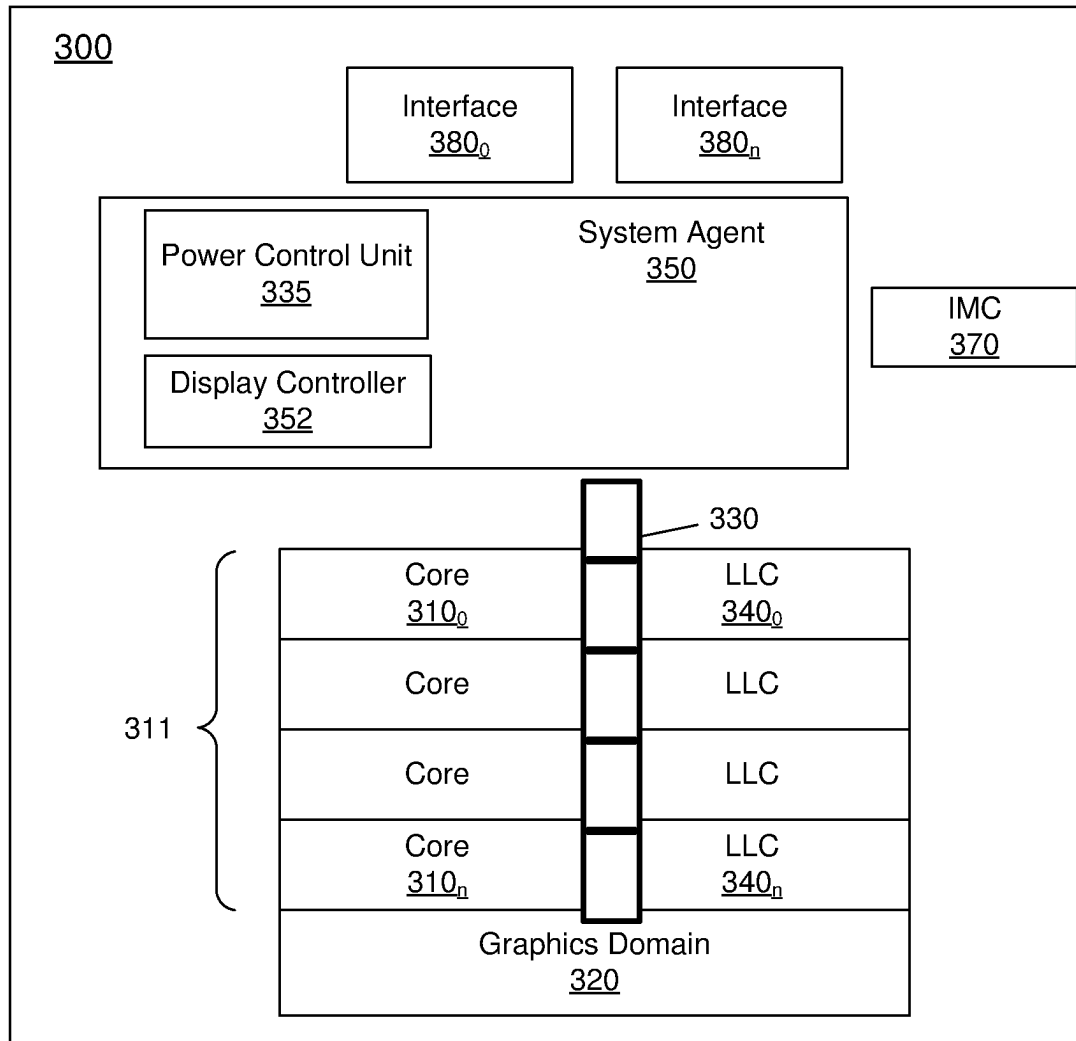 300
Interface
380₀
Interface
380ₙ
Power Control Unit
335
System Agent
350
Display Controller
352
IMC
370
330
311
Core
310₀
LLC
340₀
Core
LLC
Core
LLC
Core
310ₙ
LLC
340ₙ
Graphics Domain
320